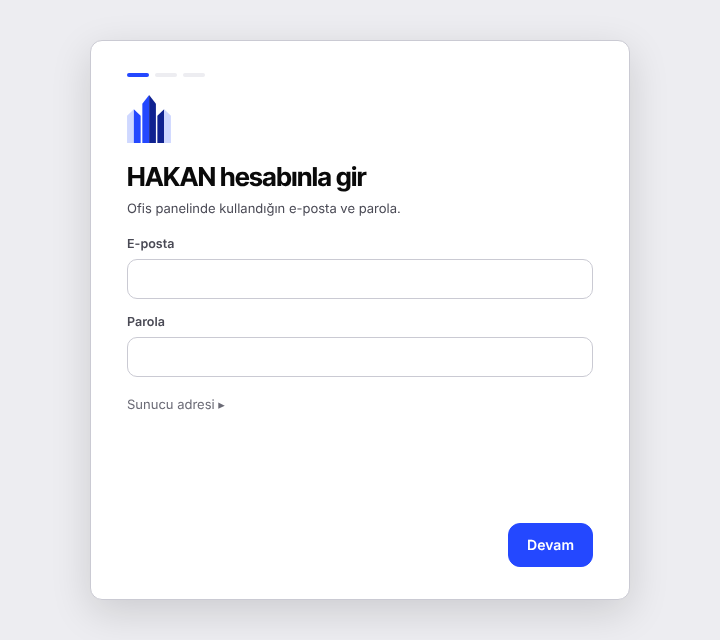 HAKAN hesabınla gir
Ofis panelinde kullandığın e-posta ve parola.
E-posta
Parola
Sunucu adresi ▸
Devam